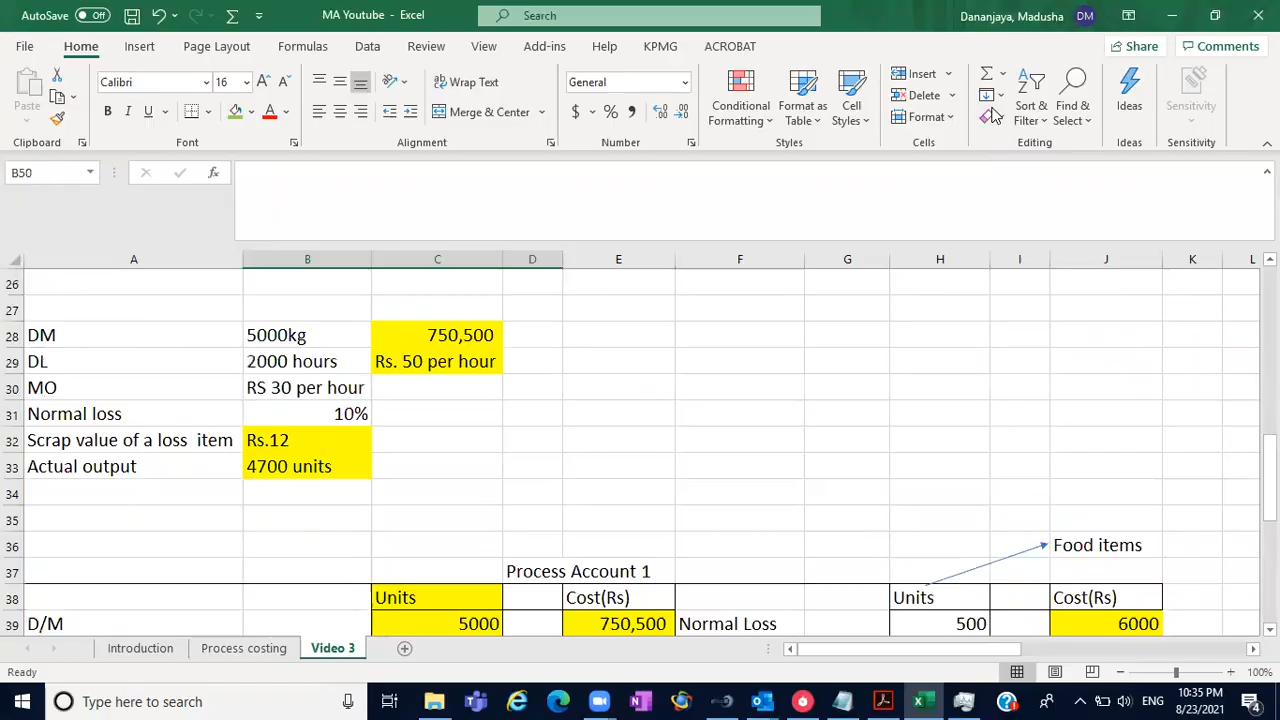 AutoSave Off MA Youtube - Excel Search Dananjaya, Madusha DM
File Home Insert Page Layout Formulas Data Review View Add-ins Help KPMG ACROBAT Share Comments
Paste
Calibri 16
Wrap Text
General
Conditional Formatting
Format as Table
Cell Styles
Insert
Delete
Format
Sort & Filter
Find & Select
Ideas
Sensitivity
B I U
Merge & Center
$ % ,
Clipboard Font Alignment Number Styles Cells Editing Ideas Sensitivity
B50 fx
A B C D E F G H I J K L
26
27
28 DM 5000kg 750,500
29 DL 2000 hours Rs. 50 per hour
30 MO RS 30 per hour
31 Normal loss 10%
32 Scrap value of a loss item Rs.12
33 Actual output 4700 units
34
35
36 Food items
37 Process Account 1
38 Units Cost(Rs) Units Cost(Rs)
39 D/M 5000 750,500 Normal Loss 500 6000
Introduction Process costing Video 3
Ready 100%
Type here to search ENG 10:35 PM
8/23/2021 4